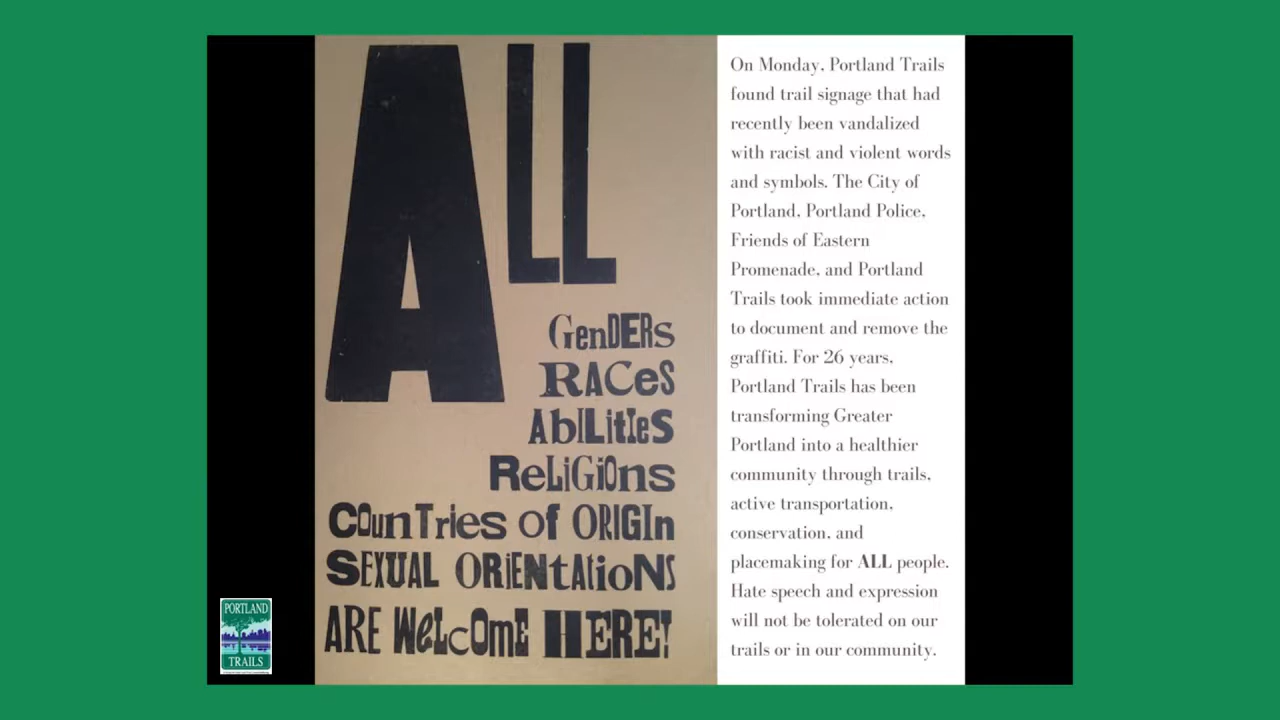 ALL
GenDERs
RACes
AbILitIes
ReLiGiOns
COunTries Of ORIGIn
SEXUAL ORiENtAtioNS
ARE WeLcOmE HERE!
On Monday, Portland Trails
found trail signage that had
recently been vandalized
with racist and violent words
and symbols. The City of
Portland, Portland Police,
Friends of Eastern
Promenade, and Portland
Trails took immediate action
to document and remove the
graffiti. For 26 years,
Portland Trails has been
transforming Greater
Portland into a healthier
community through trails,
active transportation,
conservation, and
placemaking for ALL people.
Hate speech and expression
will not be tolerated on our
trails or in our community.
PORTLAND
TRAILS